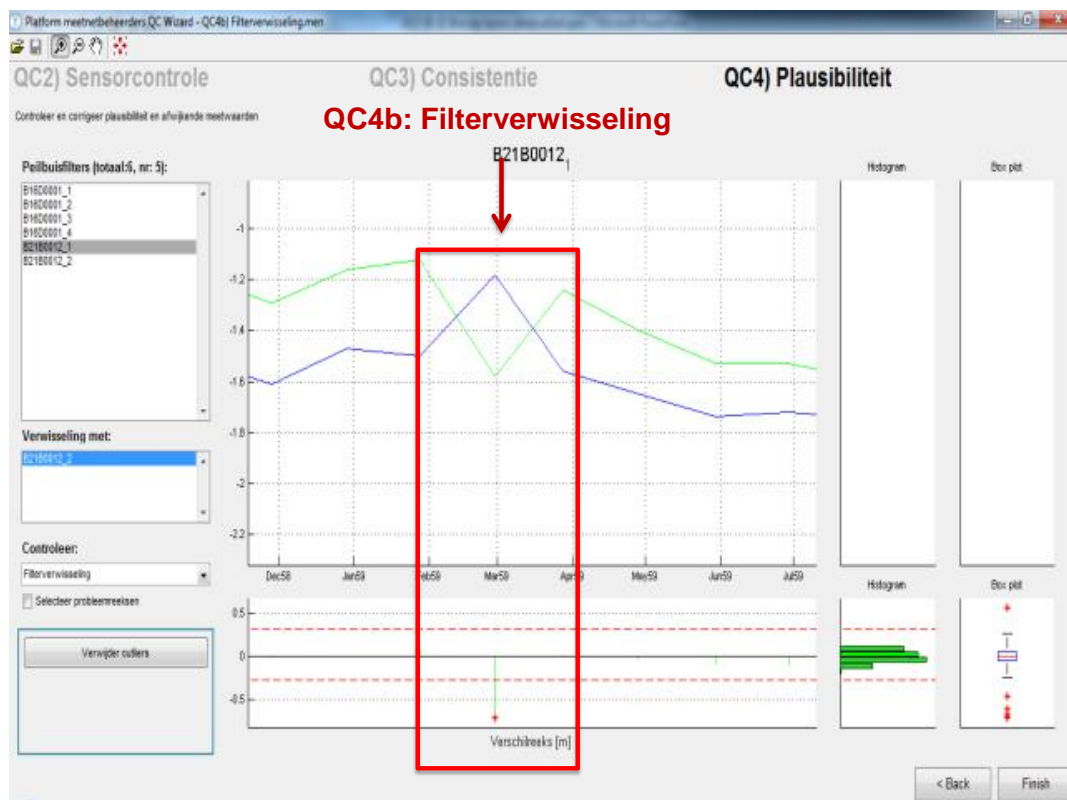 Platform meetnetbeheerders QC Wizard - QC4b) Filterverwisseling.men
QC2) Sensorcontrole
QC3) Consistentie
QC4) Plausibiliteit
Controleer en corrigeer plausibiliteit en afwijkende meetwaarden
QC4b: Filterverwisseling
Peilbuisfilters (totaal:6, nr: 5):
B16D0001_1
B16D0001_2
B16D0001_3
B16D0001_4
B21B0012_1
B21B0012_2
Verwisseling met:
B21B0012_2
Controleer:
Filterverwisseling
Selecteer probleemreeksen
Verwijder outliers
B21B0012₁
-1
-1.2
-1.4
-1.6
-1.8
-2
-2.2
Dec58 Jan59 Feb59 Mar59 Apr59 May59 Jun59 Jul59
0.5
0
-0.5
Verschilreeks [m]
Histogram
Box plot
Histogram
Box plot
< Back
Finish